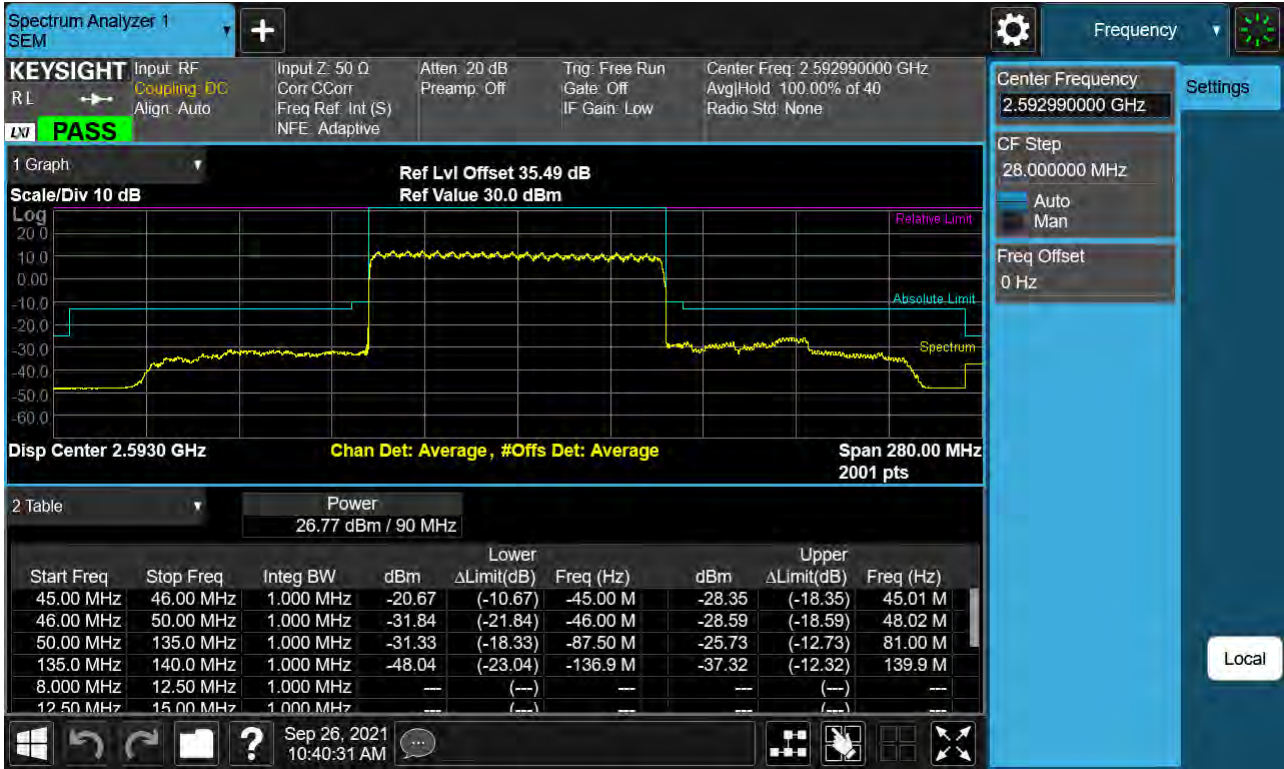 Spectrum Analyzer 1
SEM
Frequency
KEYSIGHT
RL
LXI
PASS
Input: RF
Coupling: DC
Align: Auto
Input Z: 50 Ω
Corr CCorr
Freq Ref: Int (S)
NFE: Adaptive
Atten: 20 dB
Preamp: Off
Trig: Free Run
Gate: Off
IF Gain: Low
Center Freq: 2.592990000 GHz
Avg|Hold: 100.00% of 40
Radio Std: None
Center Frequency
2.592990000 GHz
Settings
CF Step
28.000000 MHz
Auto
Man
Freq Offset
0 Hz
1 Graph
Scale/Div 10 dB
Ref Lvl Offset 35.49 dB
Ref Value 30.0 dBm
Log
20.0
10.0
0.00
-10.0
-20.0
-30.0
-40.0
-50.0
-60.0
Relative Limit
Absolute Limit
Spectrum
Disp Center 2.5930 GHz
Chan Det: Average , #Offs Det: Average
Span 280.00 MHz
2001 pts
2 Table
Power
26.77 dBm / 90 MHz
Lower Upper
Start Freq Stop Freq Integ BW dBm ΔLimit(dB) Freq (Hz) dBm ΔLimit(dB) Freq (Hz)
45.00 MHz 46.00 MHz 1.000 MHz -20.67 (-10.67) -45.00 M -28.35 (-18.35) 45.01 M
46.00 MHz 50.00 MHz 1.000 MHz -31.84 (-21.84) -46.00 M -28.59 (-18.59) 48.02 M
50.00 MHz 135.0 MHz 1.000 MHz -31.33 (-18.33) -87.50 M -25.73 (-12.73) 81.00 M
135.0 MHz 140.0 MHz 1.000 MHz -48.04 (-23.04) -136.9 M -37.32 (-12.32) 139.9 M
8.000 MHz 12.50 MHz 1.000 MHz --- (---) --- --- (---) ---
12.50 MHz 15.00 MHz 1.000 MHz --- (---) --- --- (---) ---
Local
?
Sep 26, 2021
10:40:31 AM